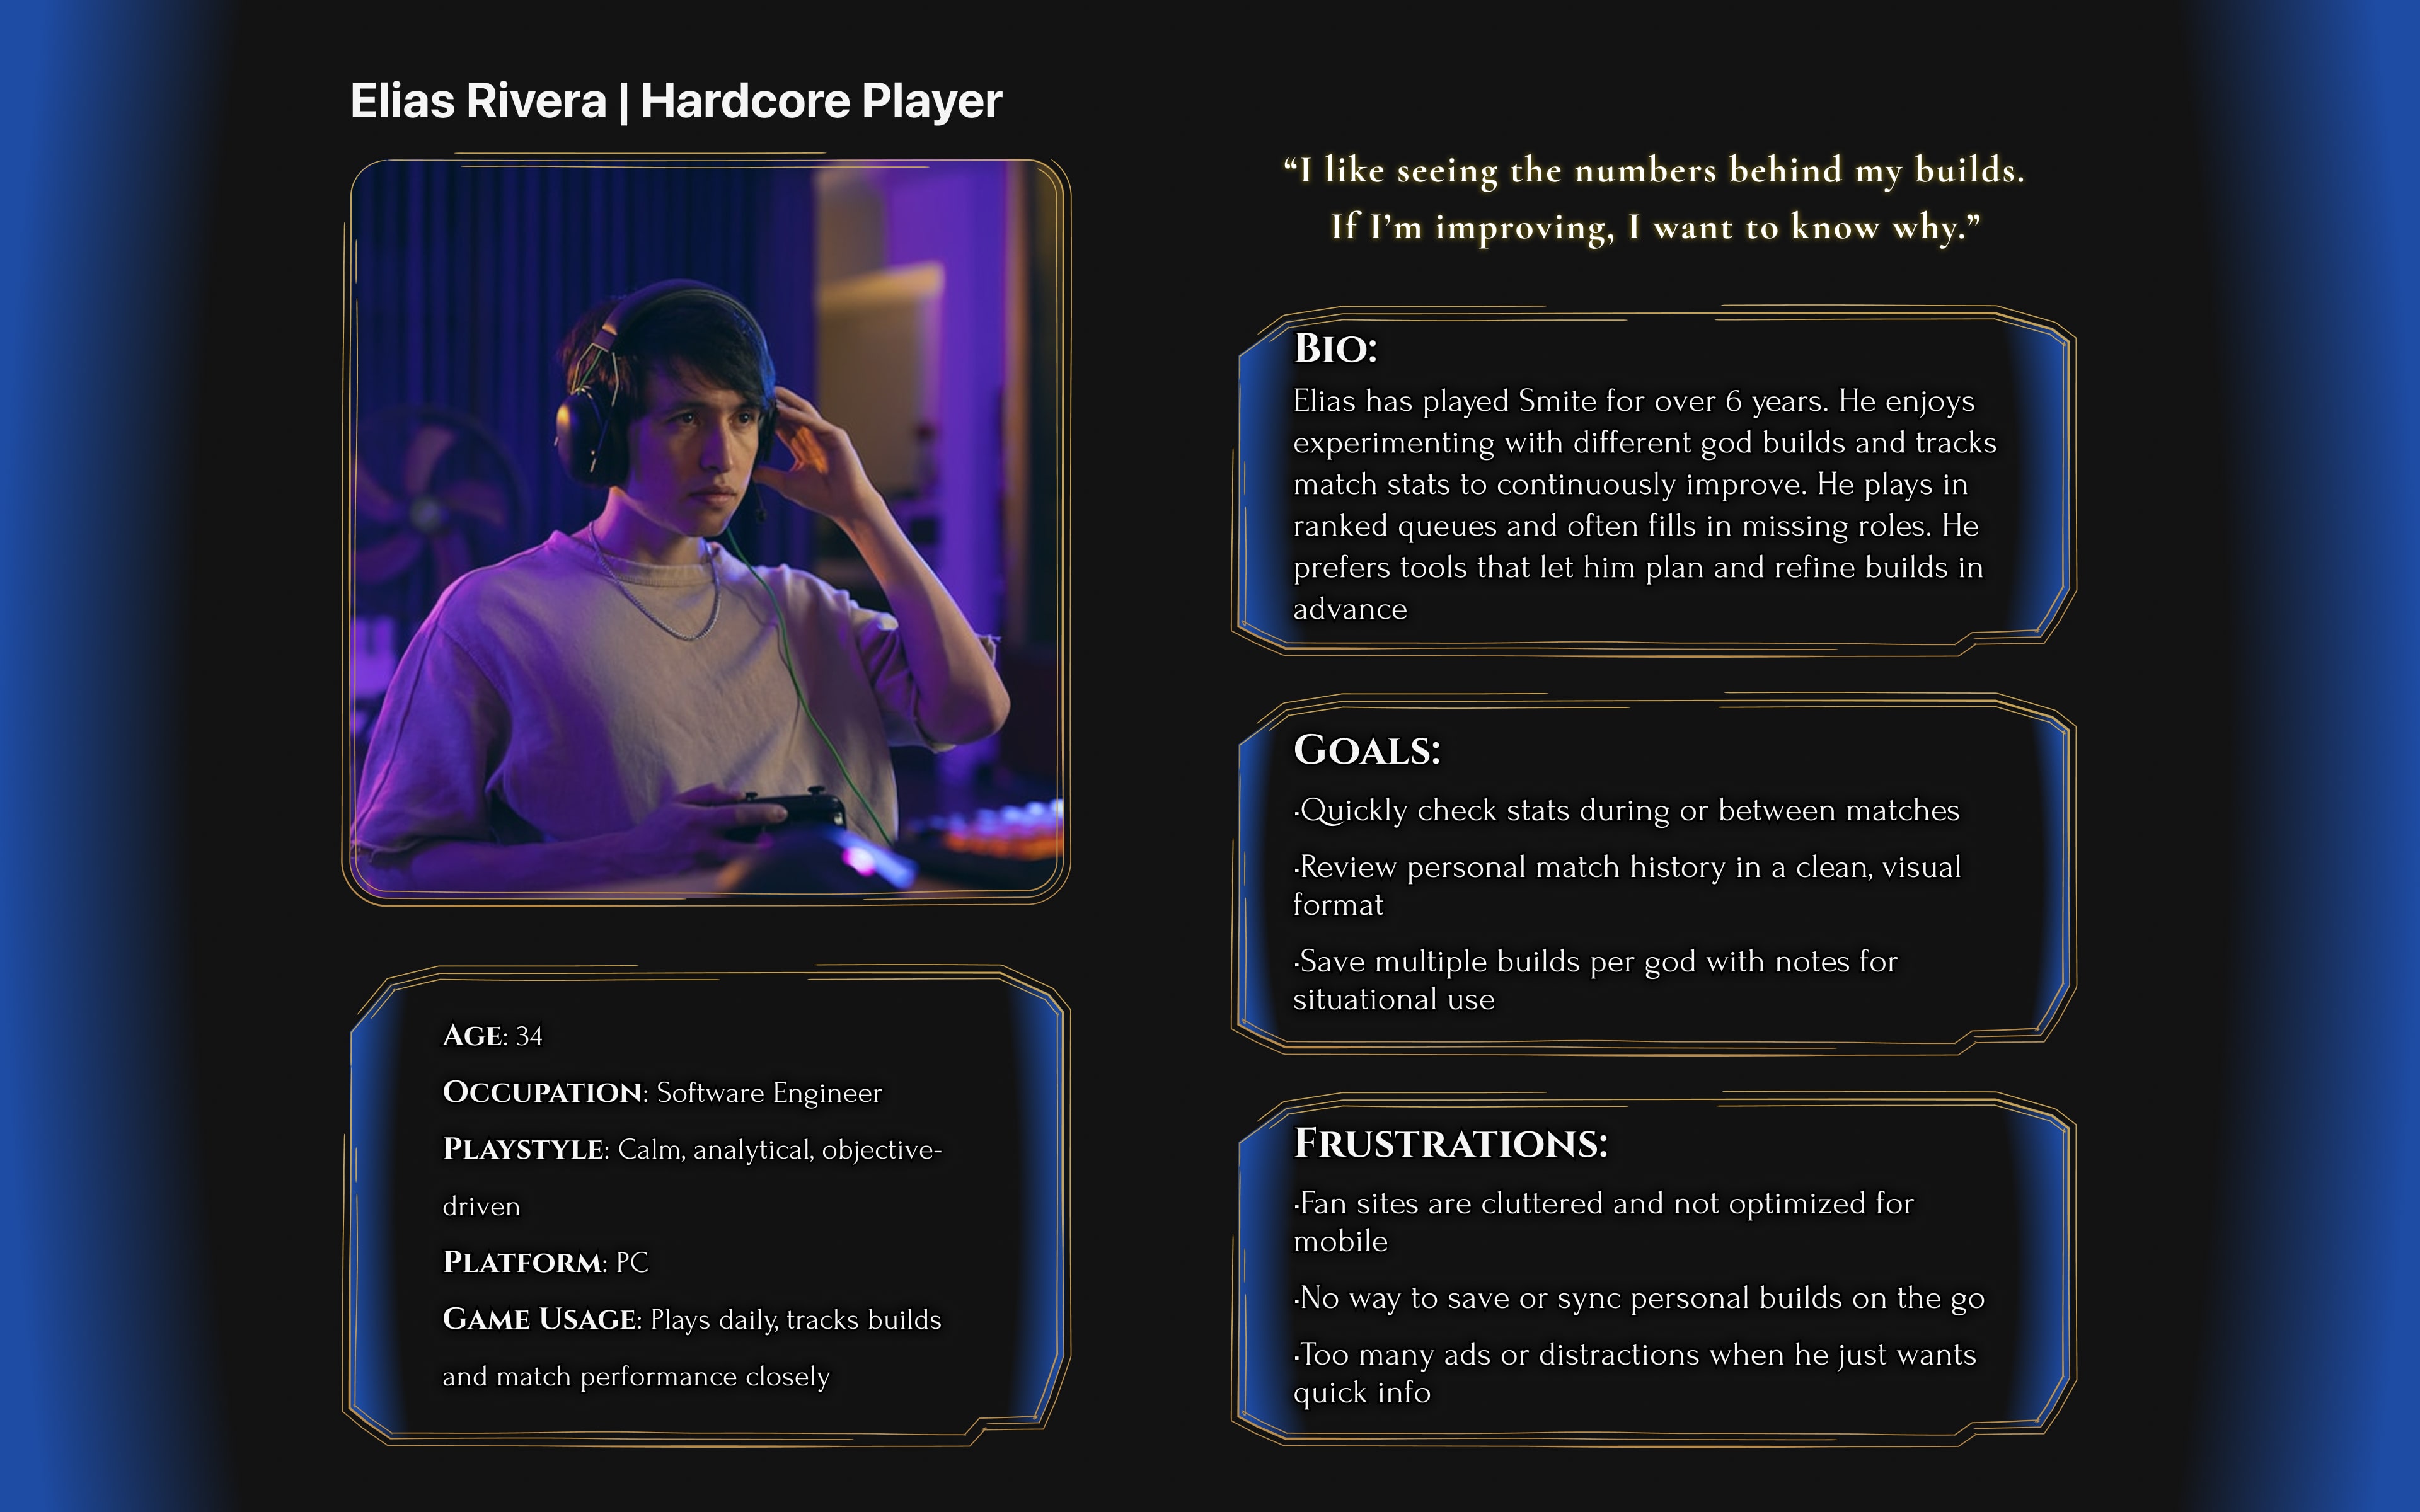 Elias Rivera | Hardcore Player
“I like seeing the numbers behind my builds.
If I’m improving, I want to know why.”
Bio:
Elias has played Smite for over 6 years. He enjoys
experimenting with different god builds and tracks
match stats to continuously improve. He plays in
ranked queues and often fills in missing roles. He
prefers tools that let him plan and refine builds in
advance
Goals:
·Quickly check stats during or between matches
·Review personal match history in a clean, visual
format
·Save multiple builds per god with notes for
situational use
Frustrations:
·Fan sites are cluttered and not optimized for
mobile
·No way to save or sync personal builds on the go
·Too many ads or distractions when he just wants
quick info
Age: 34
Occupation: Software Engineer
Playstyle: Calm, analytical, objective-
driven
Platform: PC
Game Usage: Plays daily, tracks builds
and match performance closely